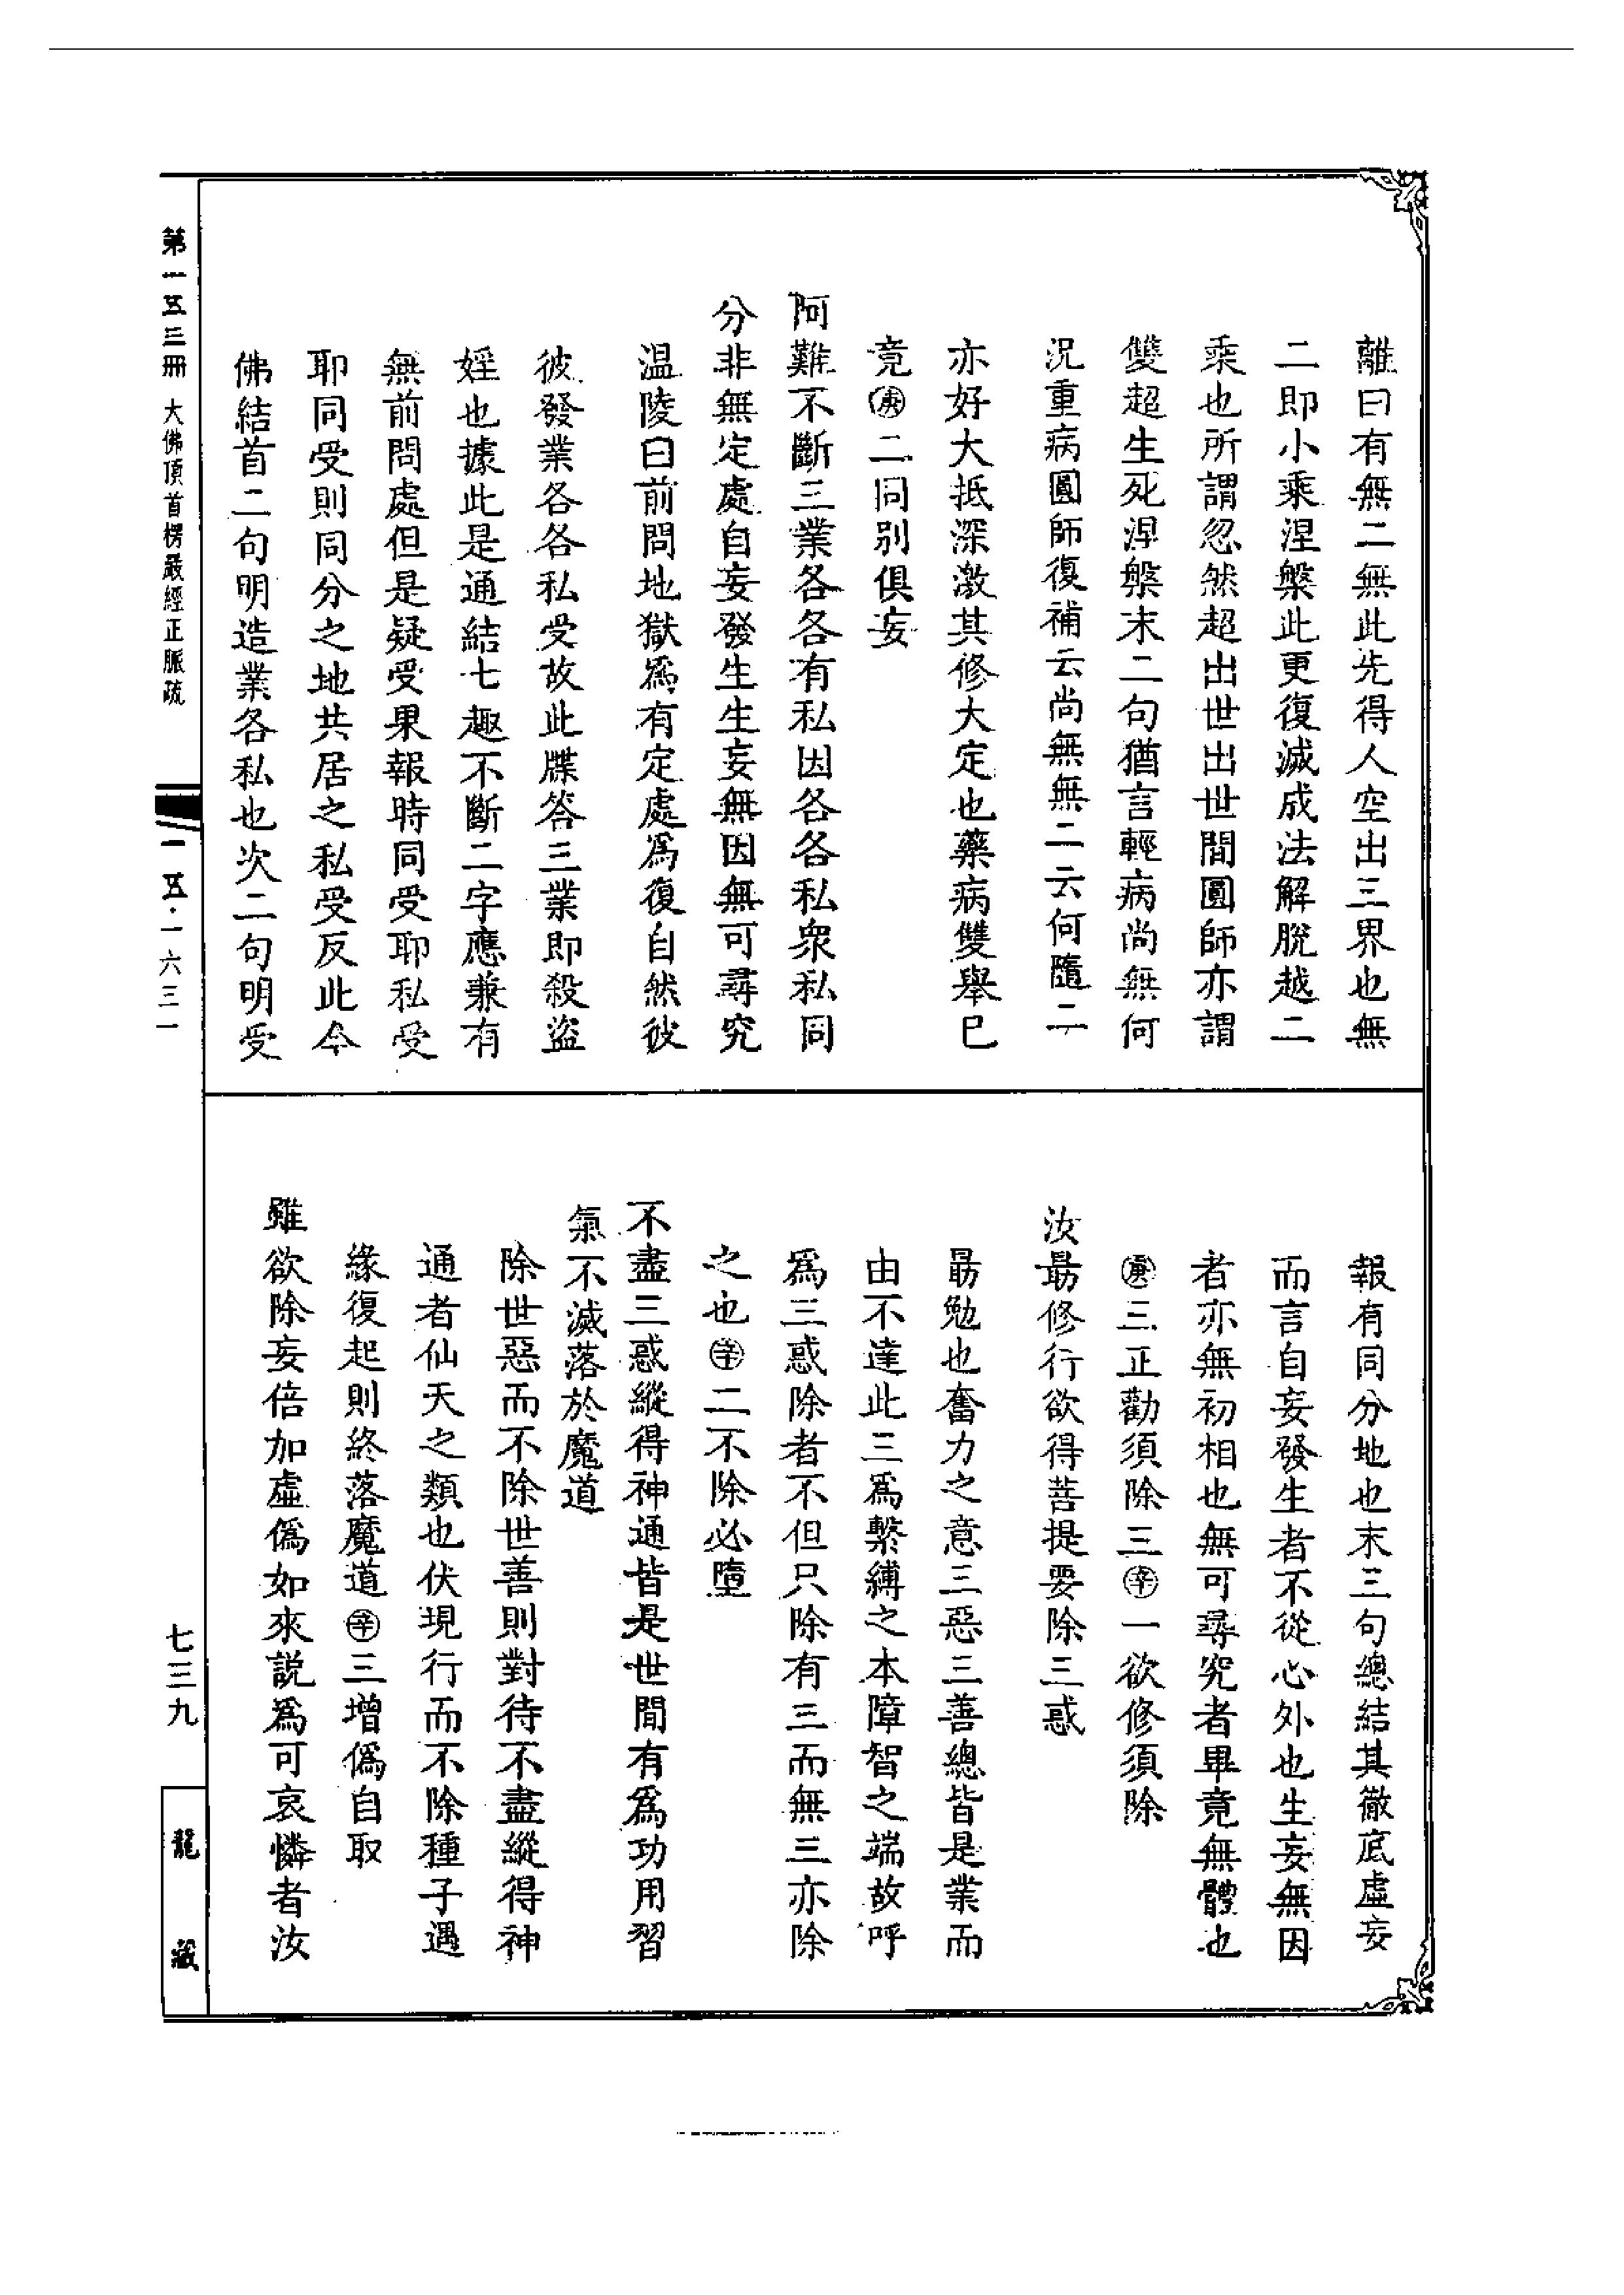 離曰有無二無此先得人空出三界也無
二即小乘涅槃此更復滅成法解脫越二
乘也所謂忽然超出世出世間圓師亦謂
雙超生死涅槃末二句猶言輕病尚無何
況重病圓師復補云尚無無二云何隨二
亦好大抵深激其修大定也藥病雙舉已
竟㊞庚二同別俱妄
阿難不斷三業各各有私因各各私眾私同
分非無定處自妄發生生妄無因無可尋究
温陵曰前問地獄爲有定處爲復自然彼
彼發業各各私受故此牒答三業即殺盜
婬也據此是通結七趣不斷二字應兼有
無前問處但是疑受果報時同受耶私受
耶同受則同分之地共居之私受反此今
佛結首二句明造業各私也次二句明受
報有同分地也末三句總結其徹底虛妄
而言自妄發生者不從心外也生妄無因
者亦無初相也無可尋究者畢竟無體也
庚三正勸須除三辛一欲修須除
汝勗修行欲得菩提要除三惑
勗勉也奮力之意三惡三善總皆是業而
由不達此三爲繫縛之本障智之端故呼
爲三惑除者不但只除有三而無三亦除
之也辛二不除必墮
不盡三惑縱得神通皆是世間有爲功用習
氣不滅落於魔道
除世惡而不除世善則對待不盡縱得神
通者仙天之類也伏現行而不除種子遇
緣復起則終落魔道辛三增僞自取
雖欲除妄倍加虛僞如來説爲可哀憐者汝
第一五三冊 大佛頂首楞嚴經正脈疏
一五·一六三一
七三九
龍藏